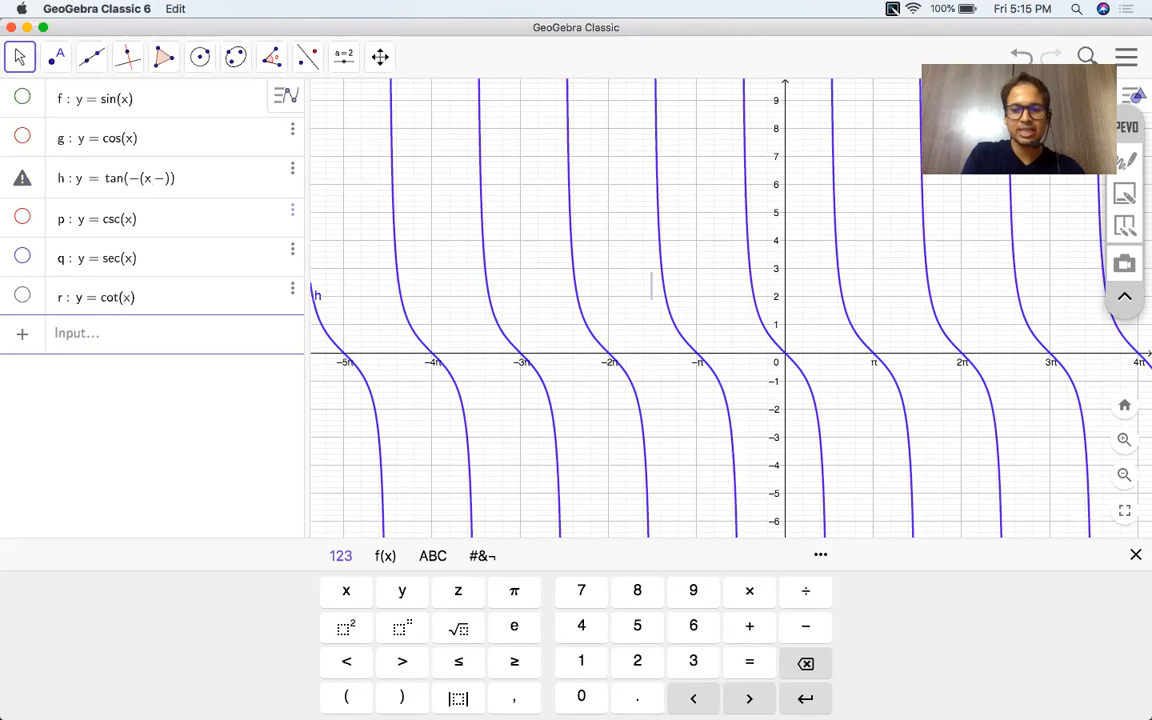 GeoGebra Classic 6 Edit 100% Fri 5:15 PM
GeoGebra Classic
A a=2
f : y = sin(x)
g : y = cos(x)
h : y = tan(−(x−))
p : y = csc(x)
q : y = sec(x)
r : y = cot(x)
+ Input...
h
9
8
7
6
5
4
3
2
1
−5π −4π −3π −2π −π 0 π 2π 3π 4π
−1
−2
−3
−4
−5
−6
123 f(x) ABC #&¬
x y z π 7 8 9 × ÷
e 4 5 6 + −
< > ≤ ≥ 1 2 3 =
( ) , 0 . < >